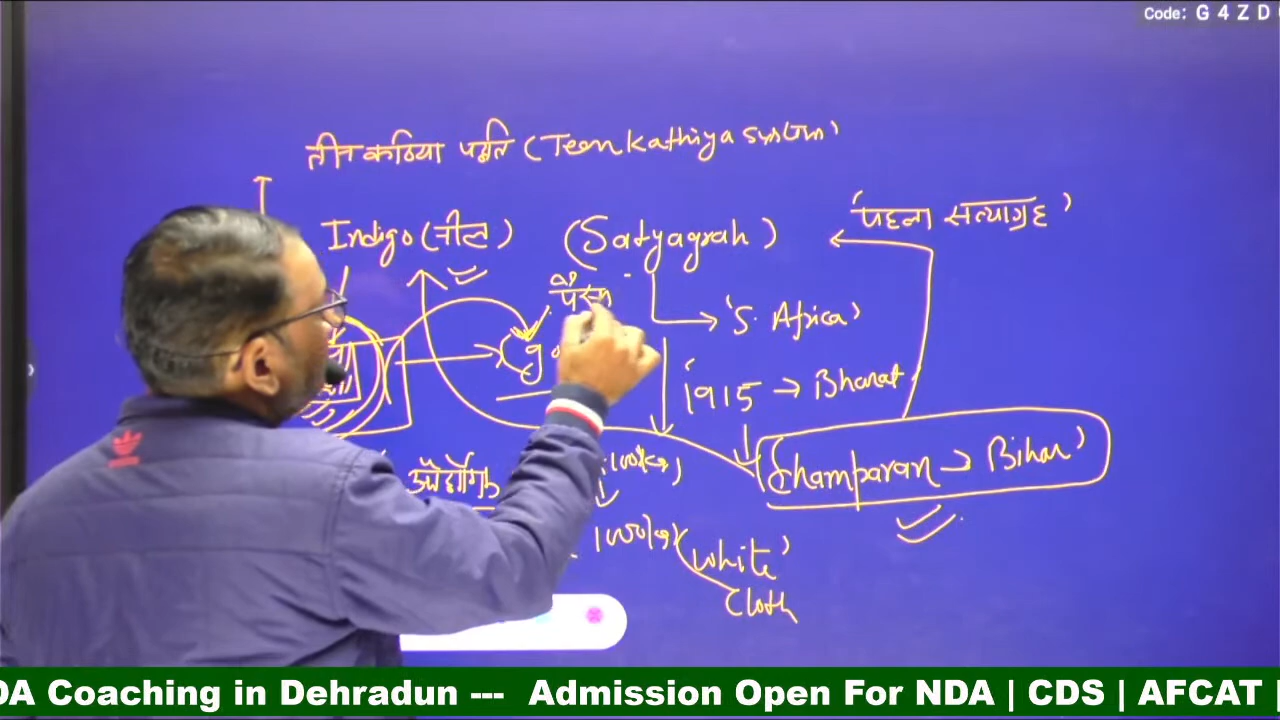 Code: G 4 Z D
तीन कठिया पद्धति (Teen kathiya system)
'पहला सत्याग्रह'
Indigo (नील) (Satyagrah)
'S. Africa'
1915 → Bharat
Champaran → Bihar
White
Cloth
DA Coaching in Dehradun --- Admission Open For NDA | CDS | AFCAT |